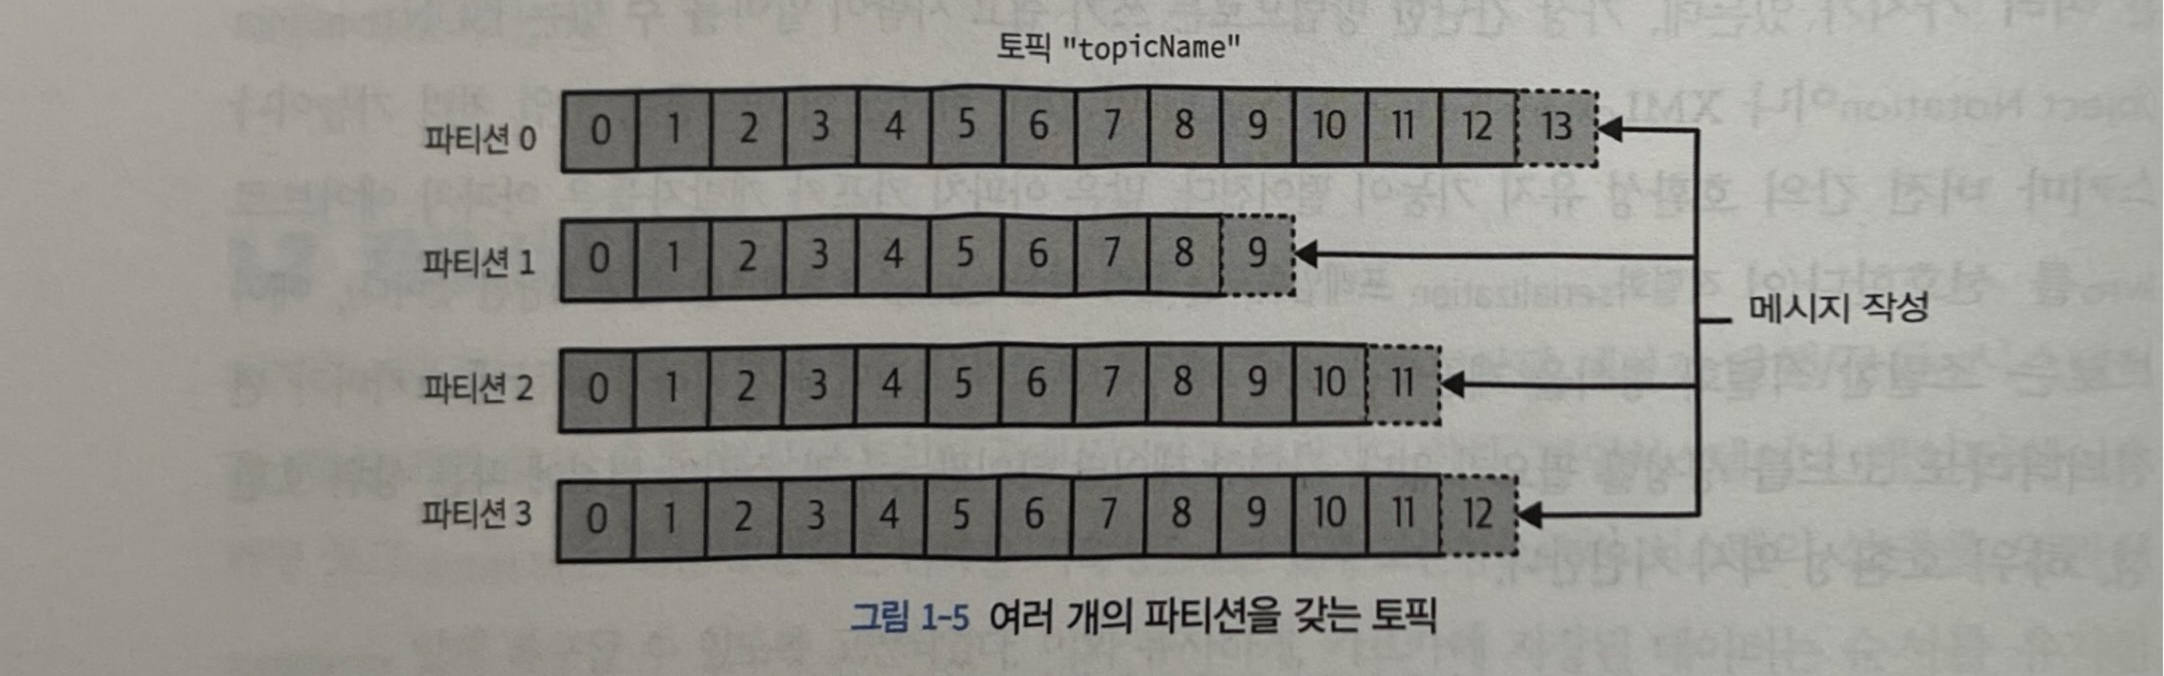 토픽 "topicName"
파티션 0 0 1 2 3 4 5 6 7 8 9 10 11 12 13
파티션 1 0 1 2 3 4 5 6 7 8 9
메시지 작성
파티션 2 0 1 2 3 4 5 6 7 8 9 10 11
파티션 3 0 1 2 3 4 5 6 7 8 9 10 11 12
그림 1-5 여러 개의 파티션을 갖는 토픽